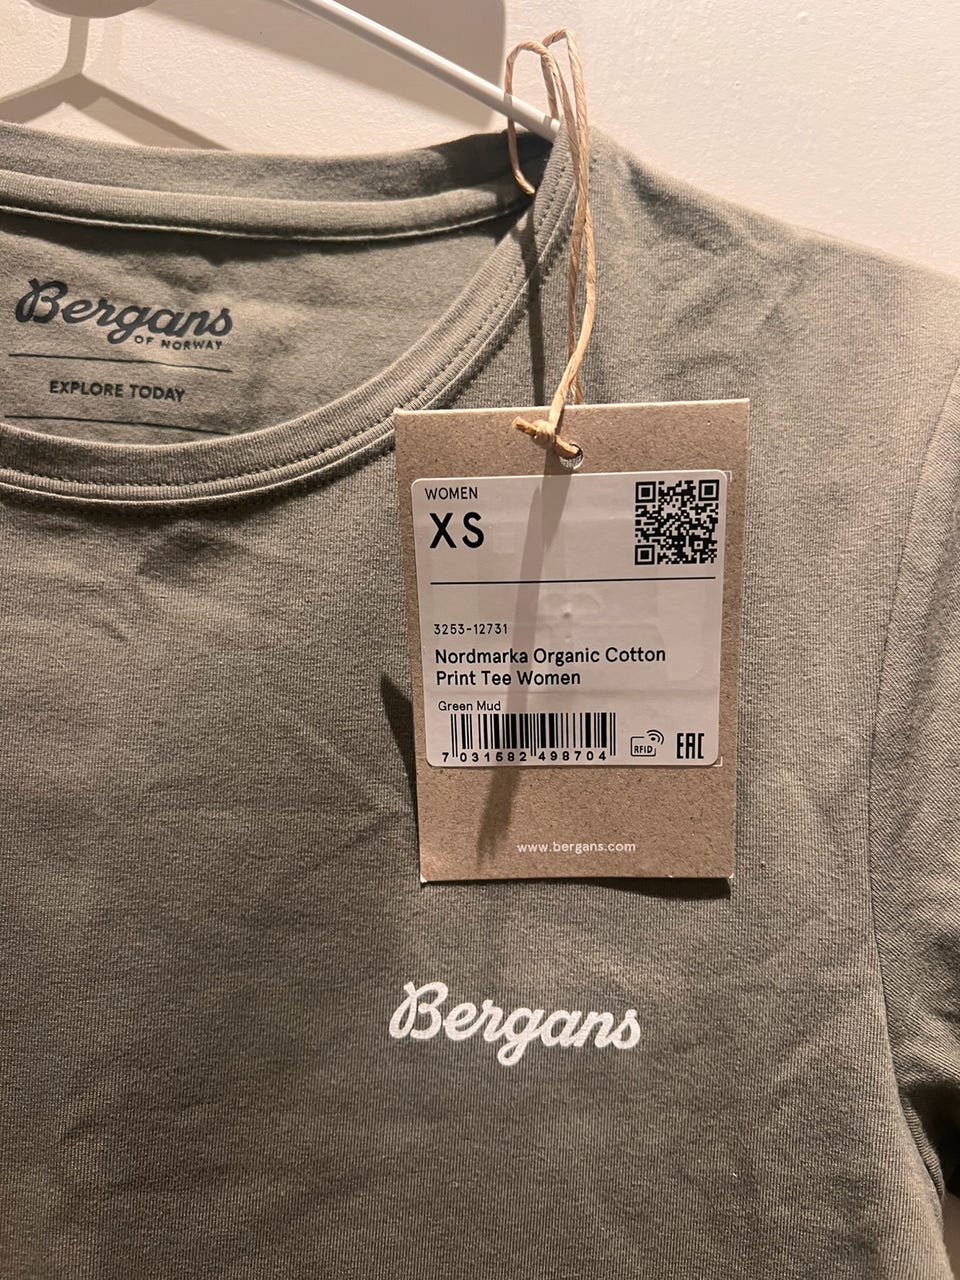 Bergans
OF NORWAY
EXPLORE TODAY
WOMEN
XS
3253-12731
Nordmarka Organic Cotton
Print Tee Women
Green Mud
7 031582 498704
RFID
EAC
www.bergans.com
Bergans